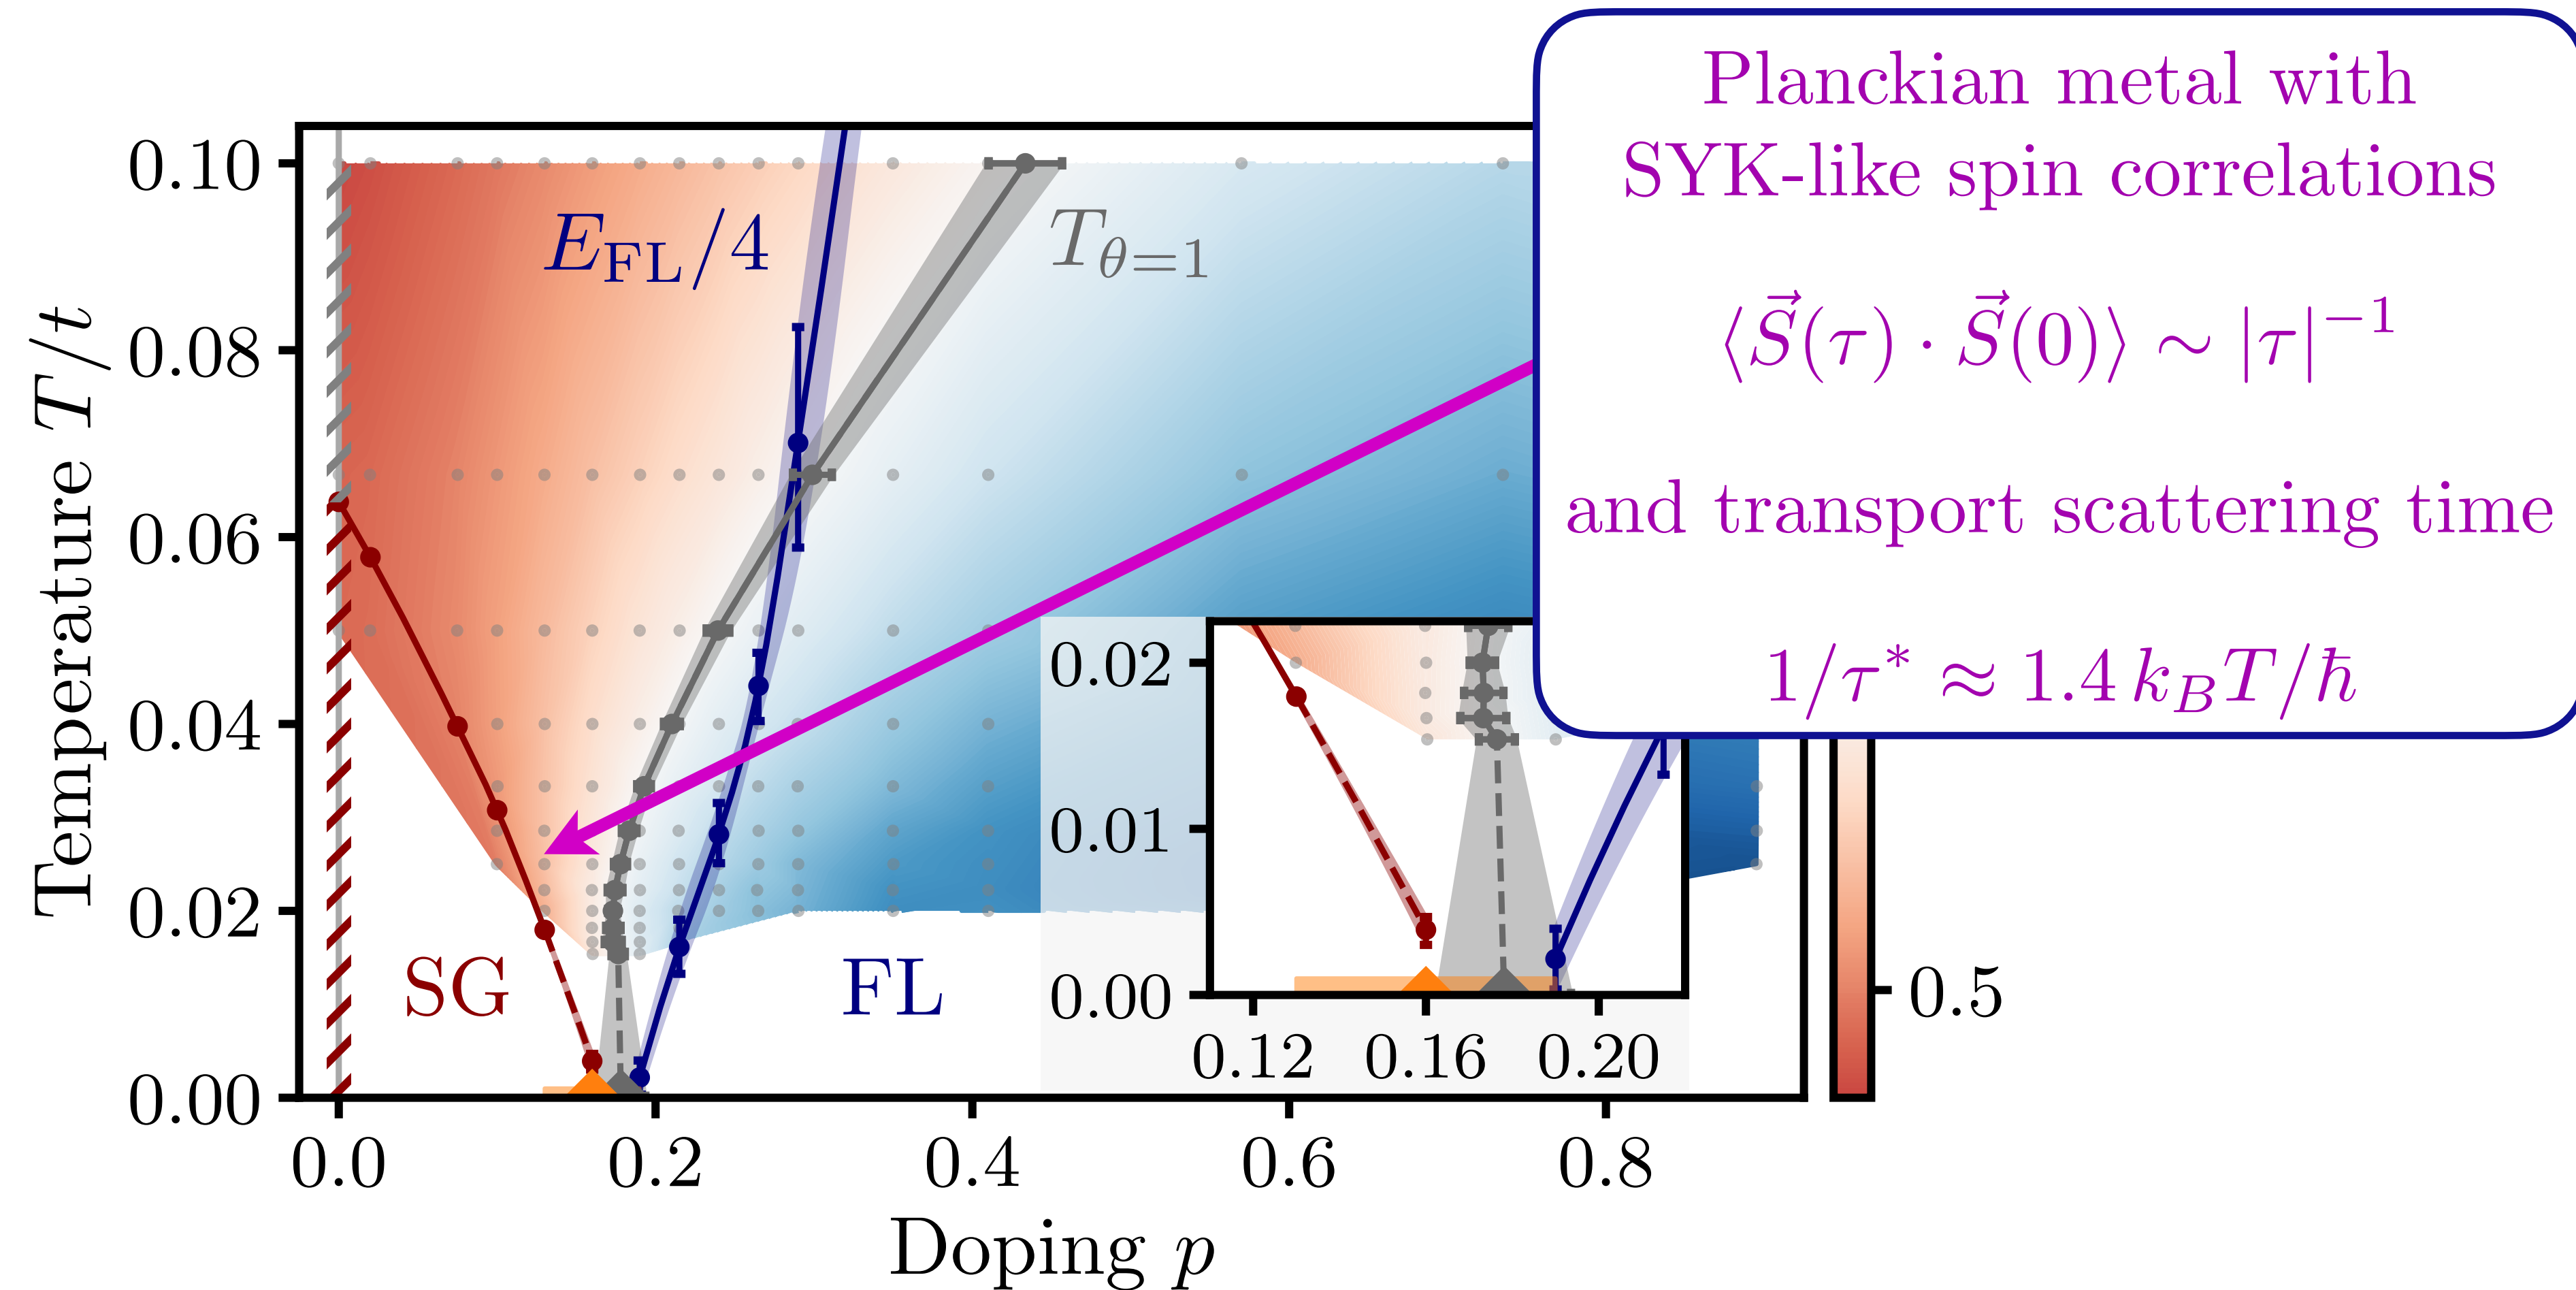 Planckian metal with
SYK-like spin correlations
⟨S⃗(τ) · S⃗(0)⟩ ∼ |τ|⁻¹
and transport scattering time
1/τ* ≈ 1.4 k_B T/ħ
Temperature T/t
0.10
0.08
0.06
0.04
0.02
0.00
E_FL/4
T_θ=1
SG
FL
0.02
0.01
0.00
0.12 0.16 0.20
0.5
0.0 0.2 0.4 0.6 0.8
Doping p